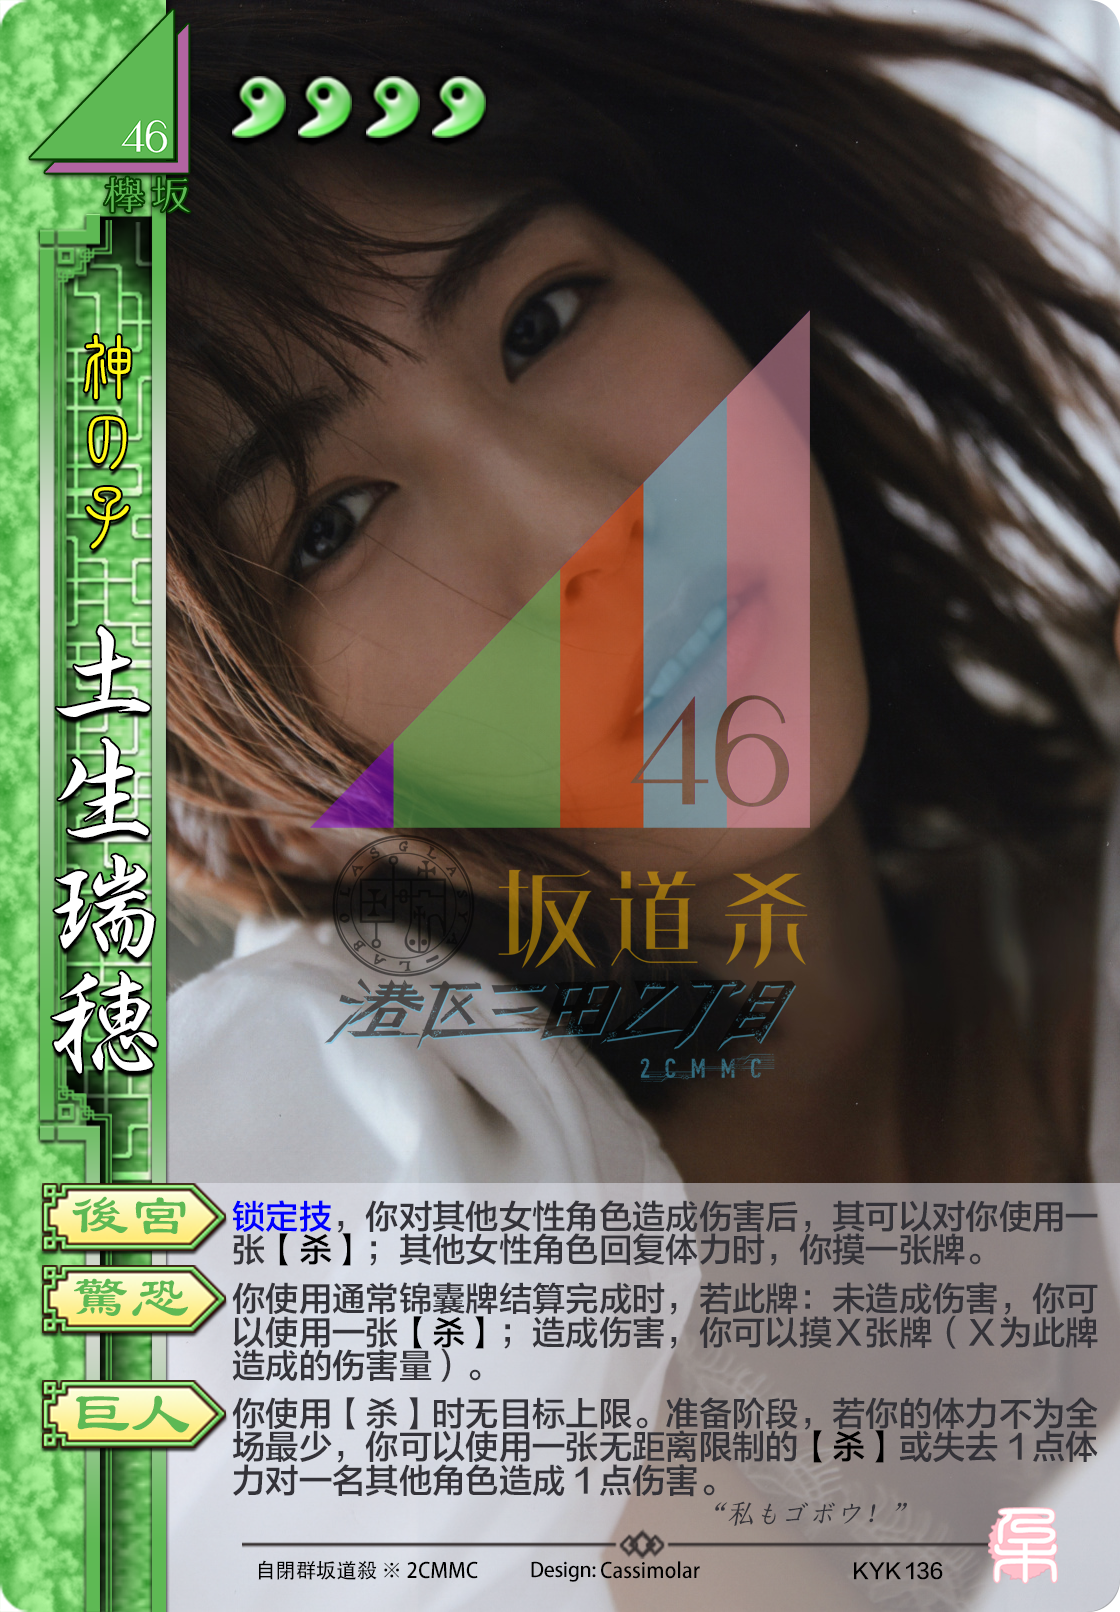 46
欅坂
神の子
土生瑞穂
46
GLASYALABOLAS
坂道杀
港区三田2丁目
2CMMC
後宮
锁定技，你对其他女性角色造成伤害后，其可以对你使用一
张【杀】；其他女性角色回复体力时，你摸一张牌。
驚恐
你使用通常锦囊牌结算完成时，若此牌：未造成伤害，你可
以使用一张【杀】；造成伤害，你可以摸X张牌（X为此牌
造成的伤害量）。
巨人
你使用【杀】时无目标上限。准备阶段，若你的体力不为全
场最少，你可以使用一张无距离限制的【杀】或失去1点体
力对一名其他角色造成1点伤害。
“私もゴボウ！”
自閉群坂道殺 ※ 2CMMC
Design: Cassimolar
KYK 136